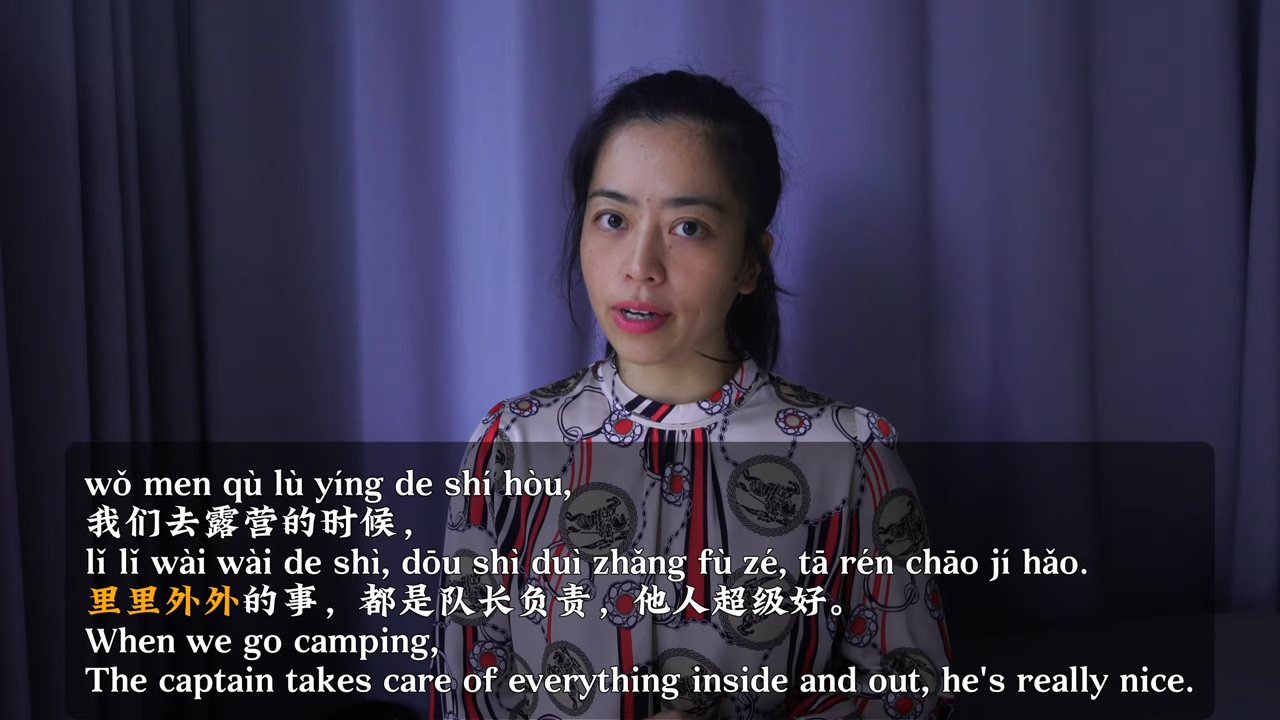 wǒ men qù lù yíng de shí hòu,
我们去露营的时候，
lǐ lǐ wài wài de shì, dōu shì duì zhǎng fù zé, tā rén chāo jí hǎo.
里里外外的事，都是队长负责，他人超级好。
When we go camping,
The captain takes care of everything inside and out, he's really nice.